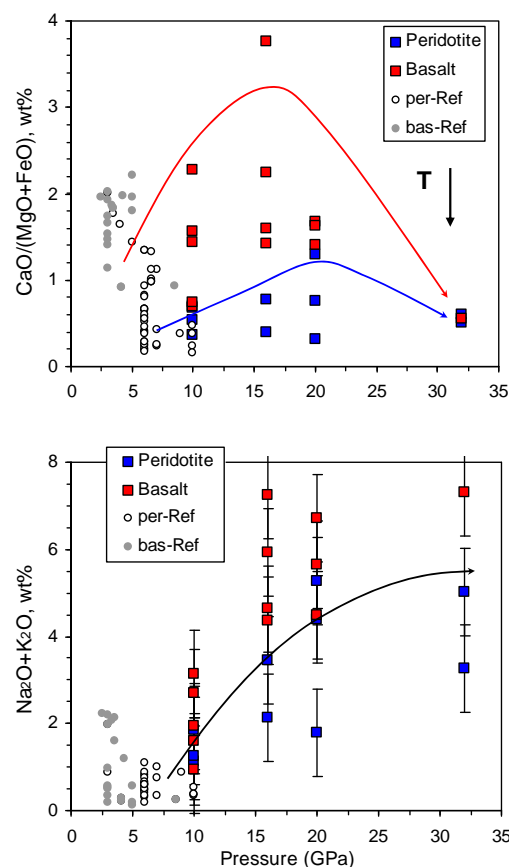 4
3
2
1
0
CaO/(MgO+FeO), wt%
Peridotite
Basalt
per-Ref
bas-Ref
T
0 5 10 15 20 25 30 35
8
6
4
2
0
Na2O+K2O, wt%
Peridotite
Basalt
per-Ref
bas-Ref
0 5 10 15 20 25 30 35
Pressure (GPa)